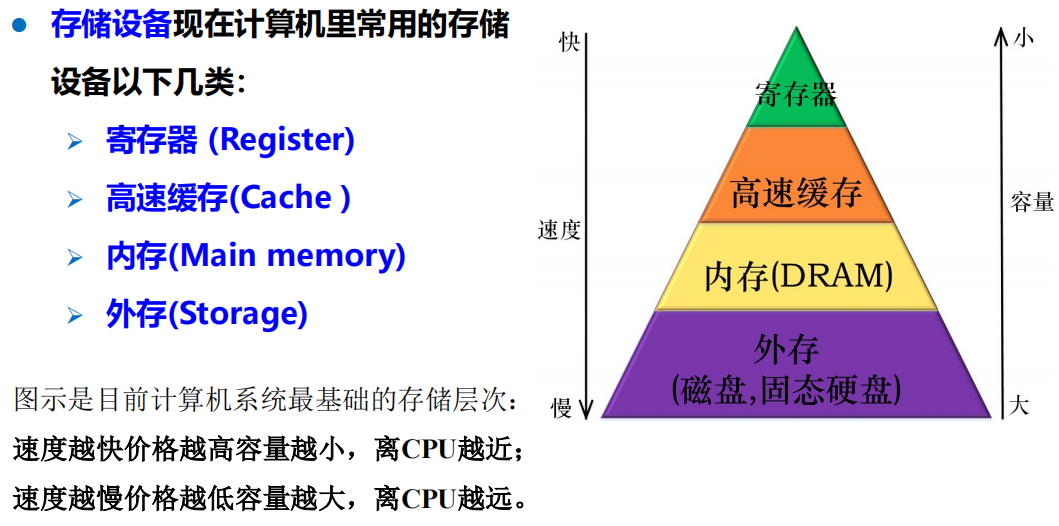 存储设备现在计算机里常用的存储
设备以下几类：
寄存器 (Register)
高速缓存(Cache )
内存(Main memory)
外存(Storage)
图示是目前计算机系统最基础的存储层次：
速度越快价格越高容量越小，离CPU越近；
速度越慢价格越低容量越大，离CPU越远。
快
速度
慢
寄存器
高速缓存
内存(DRAM)
外存
(磁盘,固态硬盘)
小
容量
大